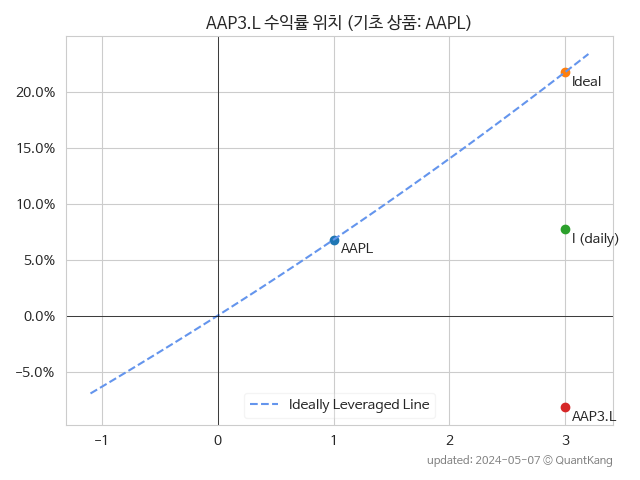 AAP3.L 수익률 위치 (기초 상품: AAPL)
20.0%
15.0%
10.0%
5.0%
0.0%
−5.0%
Ideal
I (daily)
AAPL
AAP3.L
Ideally Leveraged Line
−1
0
1
2
3
updated: 2024-05-07 © QuantKang